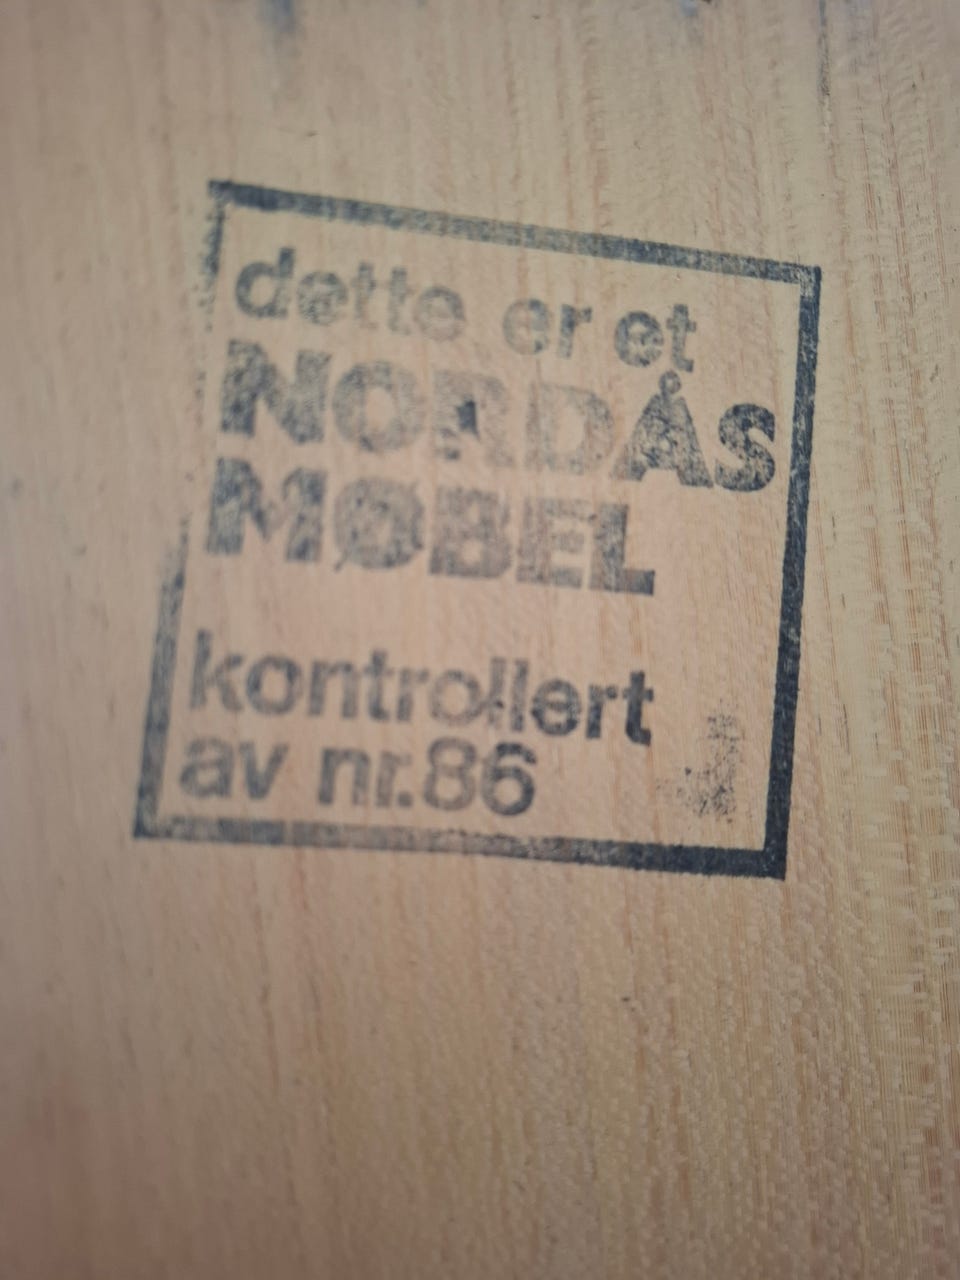 dette er et
NORDÅS
MØBEL
kontrollert
av nr.86